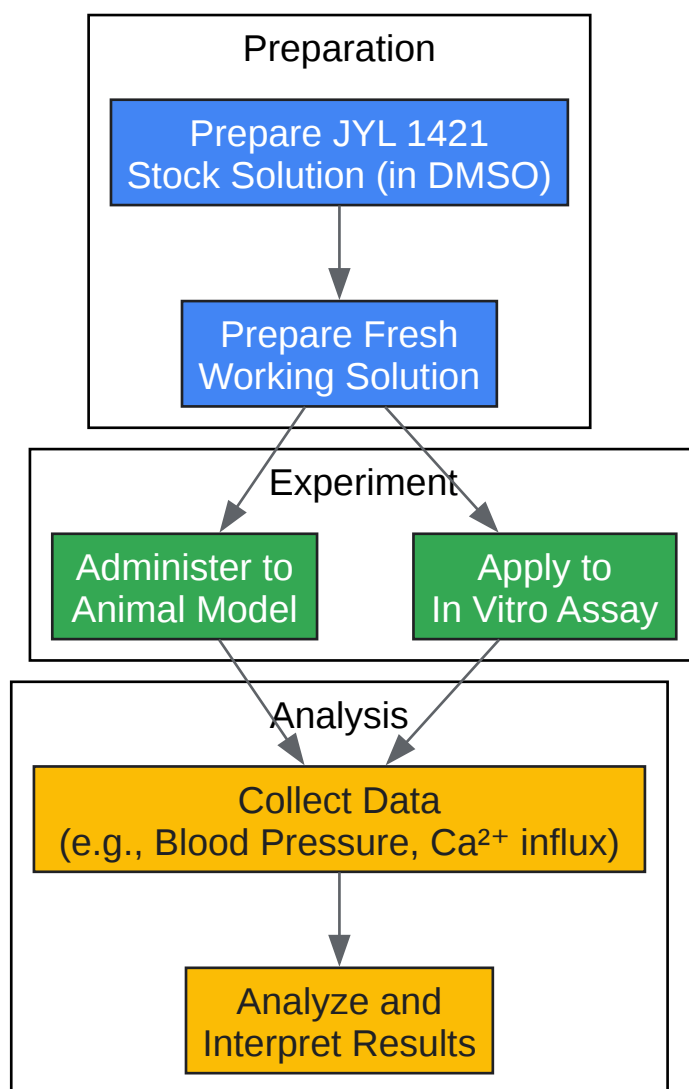 Preparation
Prepare JYL 1421
Stock Solution (in DMSO)
Prepare Fresh
Working Solution
Experiment
Administer to
Animal Model
Apply to
In Vitro Assay
Analysis
Collect Data
(e.g., Blood Pressure, Ca²⁺ influx)
Analyze and
Interpret Results